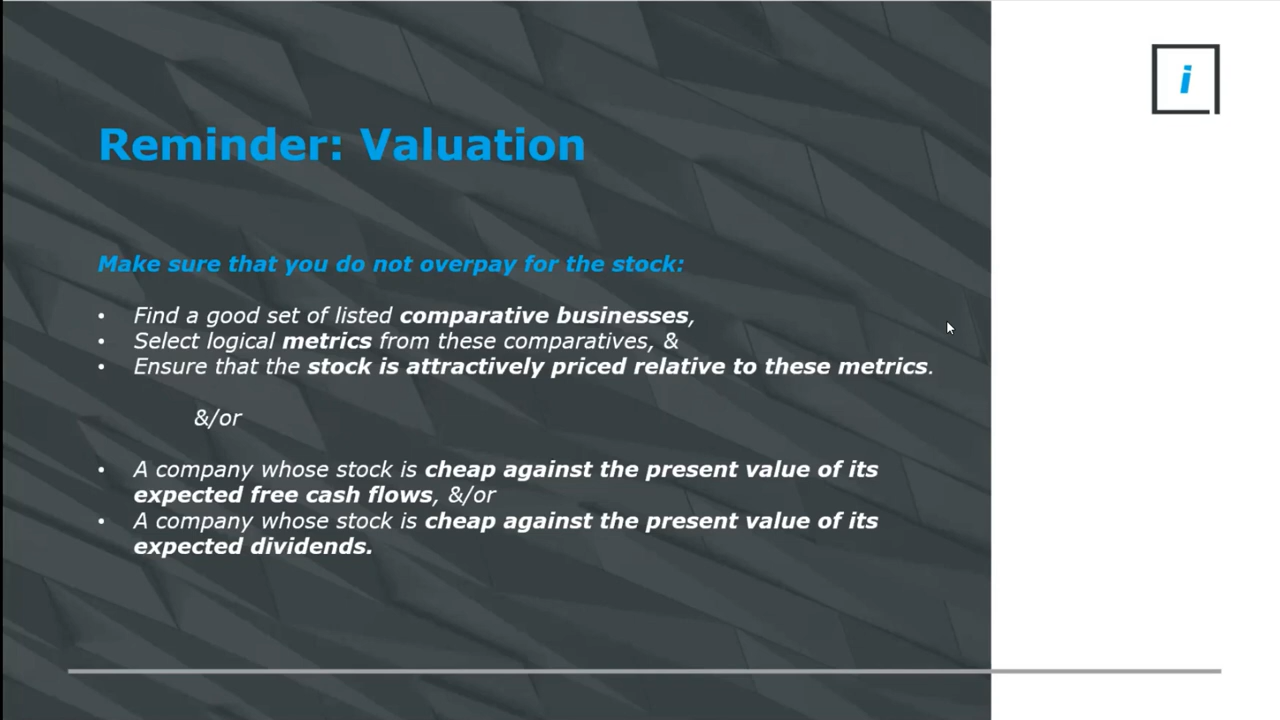 i
Reminder: Valuation
Make sure that you do not overpay for the stock:
• Find a good set of listed comparative businesses,
• Select logical metrics from these comparatives, &
• Ensure that the stock is attractively priced relative to these metrics.
&/or
• A company whose stock is cheap against the present value of its
expected free cash flows, &/or
• A company whose stock is cheap against the present value of its
expected dividends.